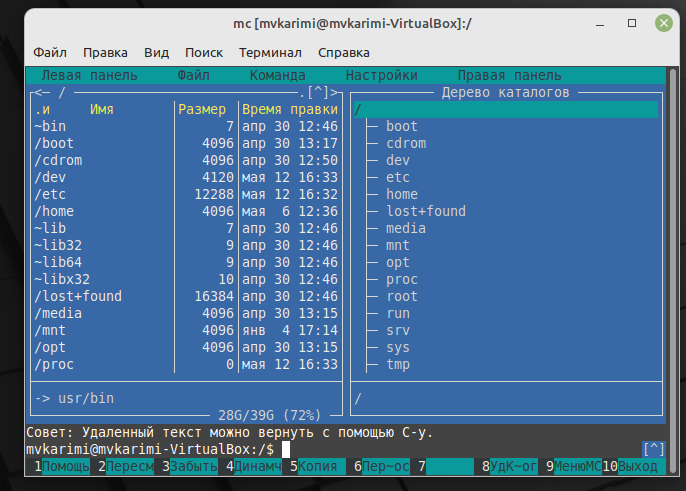 mc [mvkarimi@mvkarimi-VirtualBox]:/
Файл Правка Вид Поиск Терминал Справка
Левая панель Файл Команда Настройки Правая панель
<─ / .[^]>
.и Имя Размер Время правки
~bin 7 апр 30 12:46
/boot 4096 апр 30 13:17
/cdrom 4096 апр 30 12:50
/dev 4120 мая 12 16:33
/etc 12288 мая 12 16:32
/home 4096 мая 6 12:36
~lib 7 апр 30 12:46
~lib32 9 апр 30 12:46
~lib64 9 апр 30 12:46
~libx32 10 апр 30 12:46
/lost+found 16384 апр 30 12:46
/media 4096 апр 30 13:15
/mnt 4096 янв 4 17:14
/opt 4096 апр 30 13:15
/proc 0 мая 12 16:33
-> usr/bin
28G/39G (72%)
Дерево каталогов
/
boot
cdrom
dev
etc
home
lost+found
media
mnt
opt
proc
root
run
srv
sys
tmp
/
Совет: Удаленный текст можно вернуть с помощью C-y.
mvkarimi@mvkarimi-VirtualBox:/$ [^]
1Помощь 2Пересм 3Забыть 4Динамч 5Копия 6Пер~ос 7 8УдК~ог 9МенюMC 10Выход